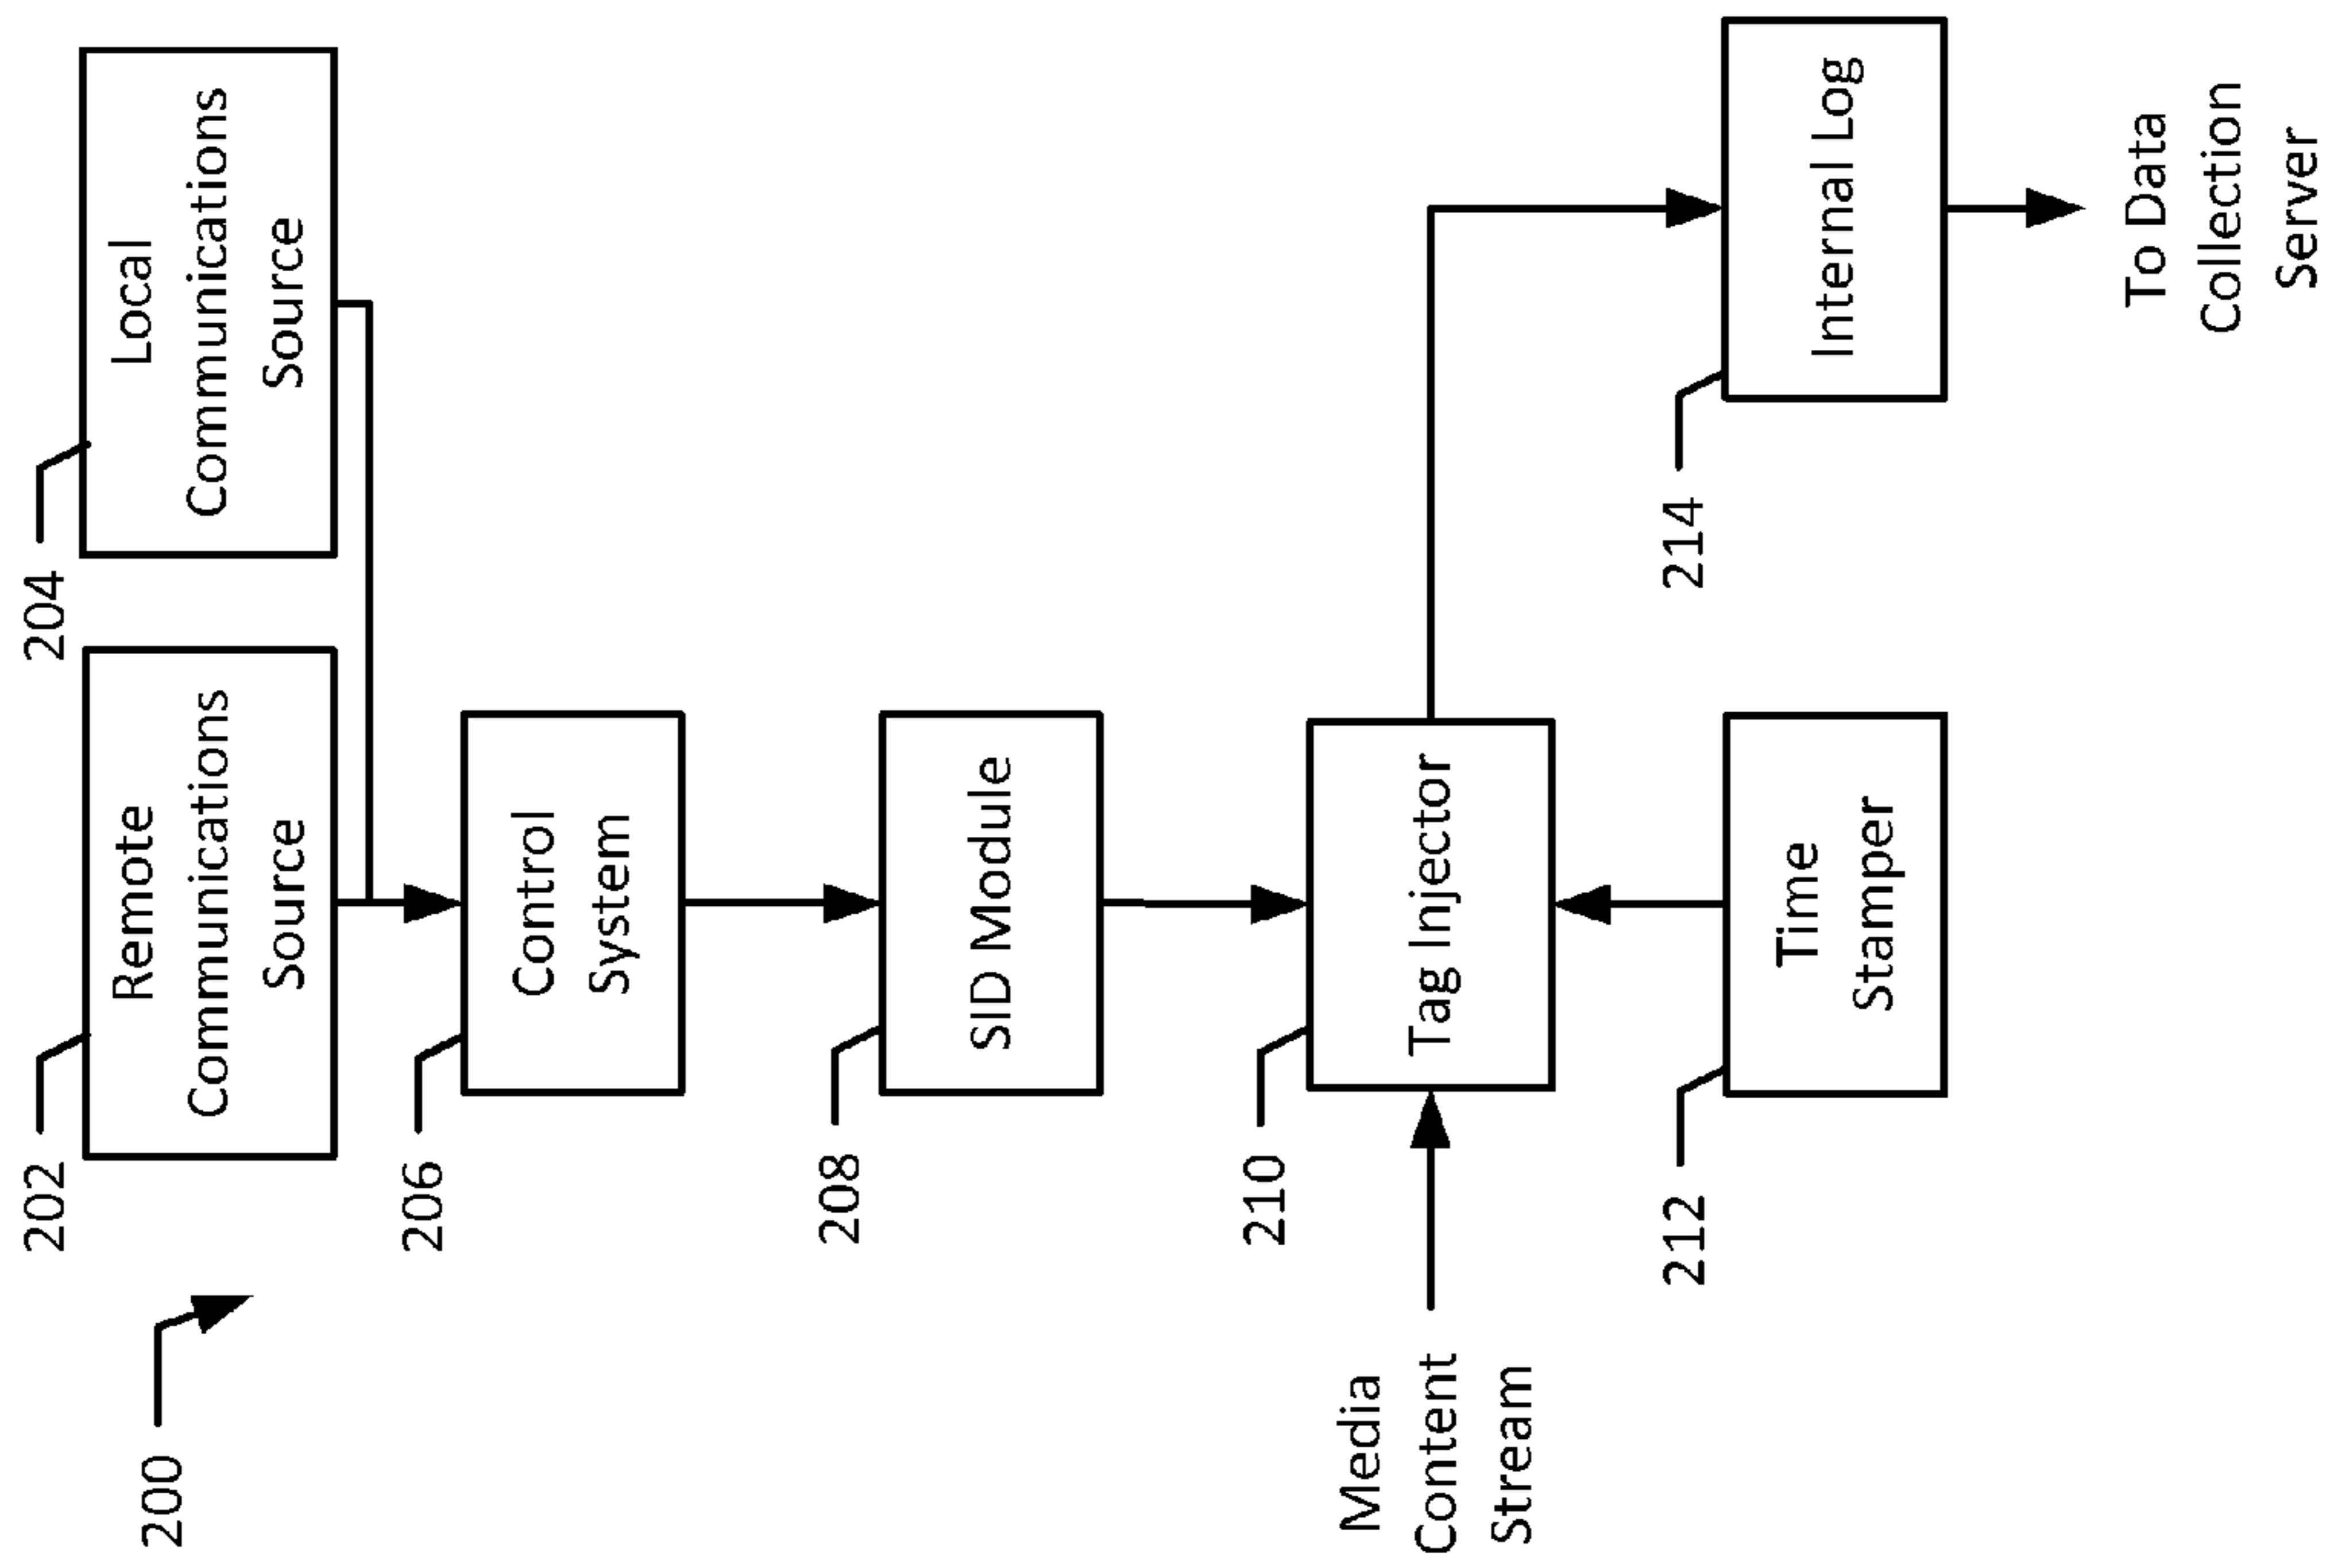 200
202
Remote
Communications
Source
204
Local
Communications
Source
206
Control
System
208
SID Module
210
Tag Injector
Media
Content
Stream
212
Time
Stamper
214
Internal Log
To Data
Collection
Server